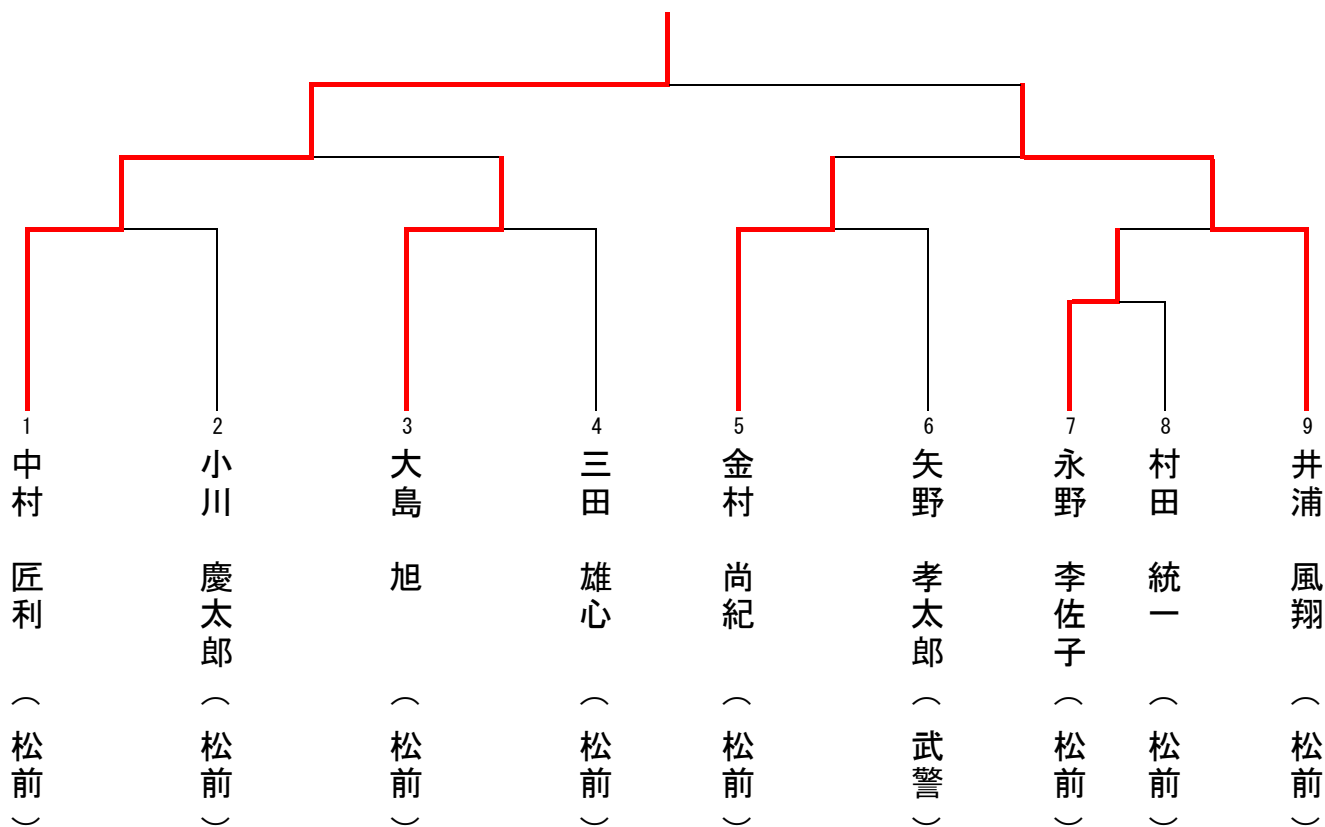 1
中村 匠利 （松前）
2
小川 慶太郎 （松前）
3
大島 旭 （松前）
4
三田 雄心 （松前）
5
金村 尚紀 （松前）
6
矢野 孝太郎 （武警）
7
永野 李佐子 （松前）
8
村田 統一 （松前）
9
井浦 風翔 （松前）